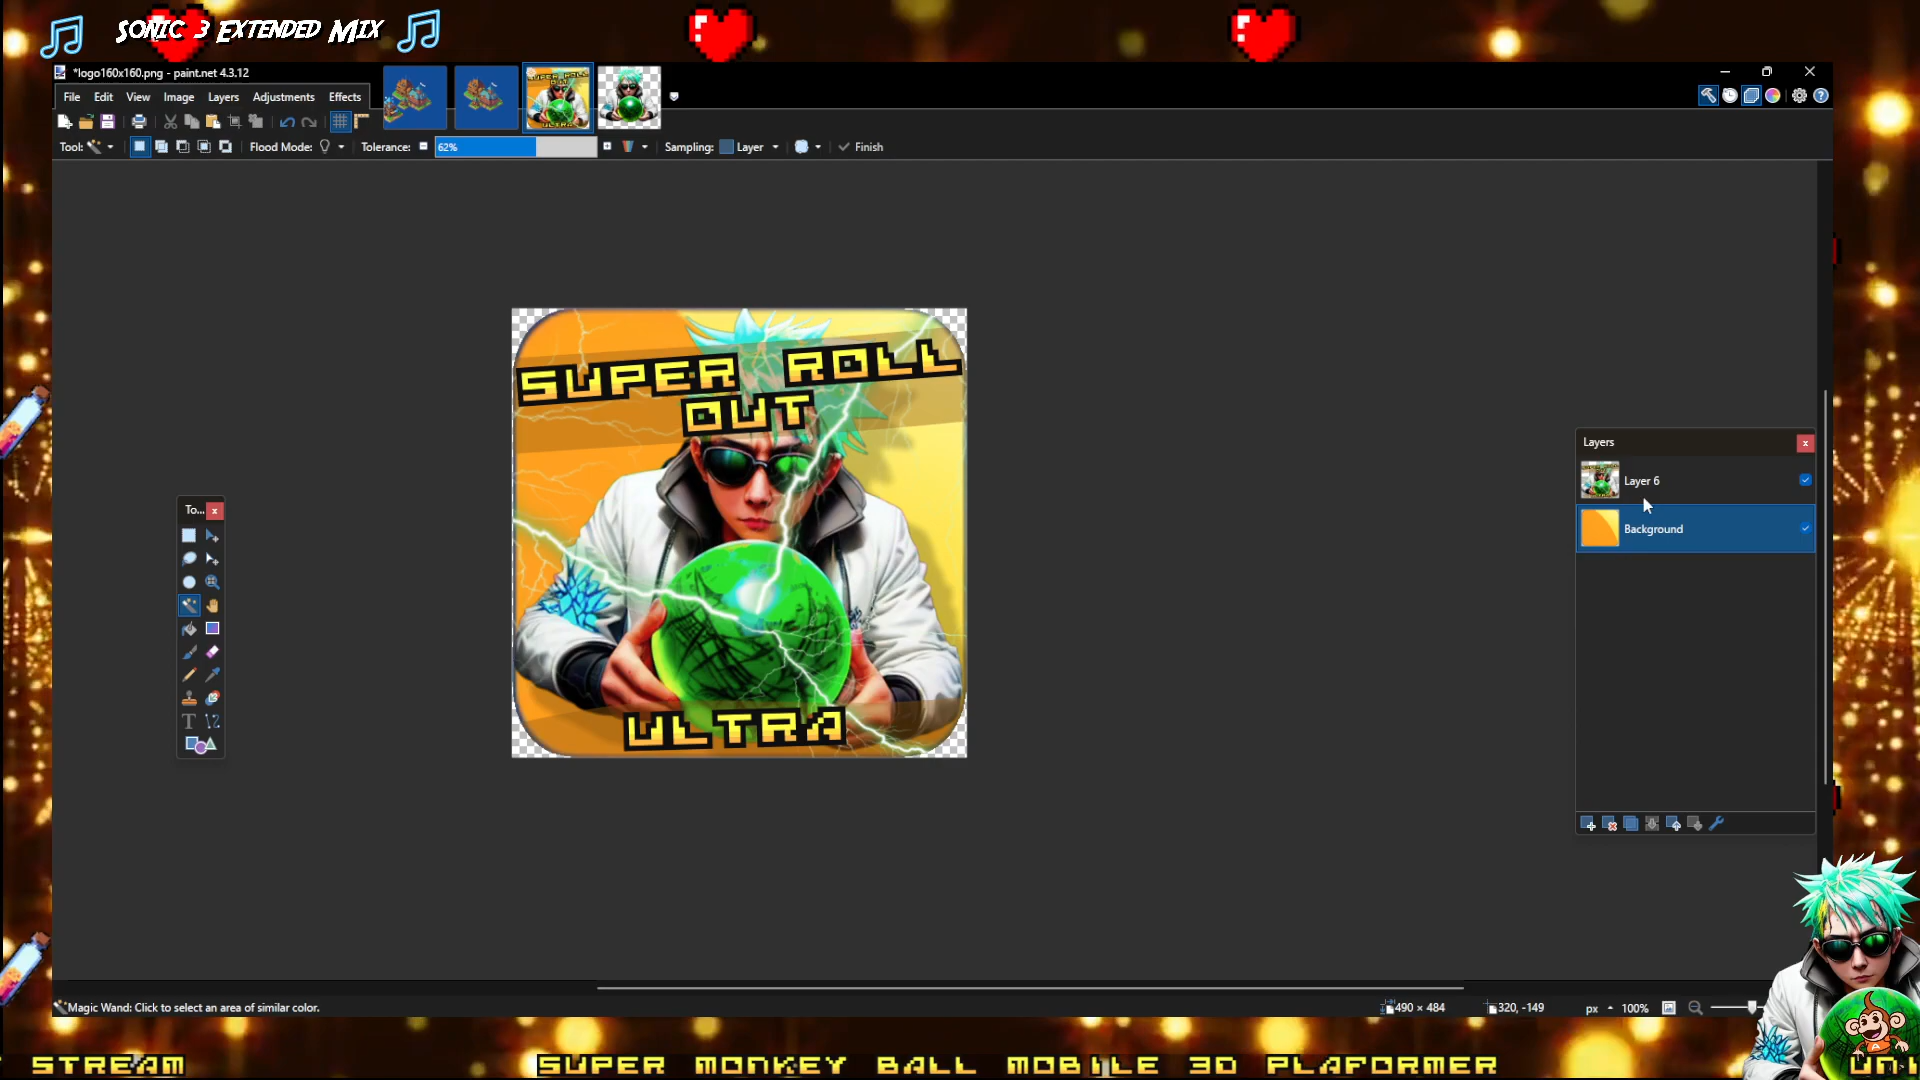 Sonic 3 Extended Mix
*logo160x160.png - paint.net 4.3.12
File Edit View Image Layers Adjustments Effects
Tool: Flood Mode: Tolerance: 62% Sampling: Layer Finish
SUPER ROLL
OUT
ULTRA
To...
Layers
Layer 6
Background
Magic Wand: Click to select an area of similar color.
490 × 484
320, -149
px
100%
STREAM
SUPER MONKEY BALL MOBILE 3D PLAFORMER
UNI